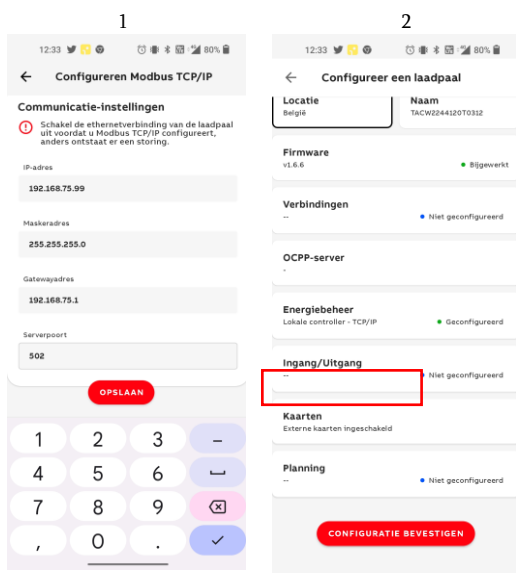 1
12:33 80%
Configureren Modbus TCP/IP
Communicatie-instellingen
Schakel de ethernetverbinding van de laadpaal
uit voordat u Modbus TCP/IP configureert,
anders ontstaat er een storing.
IP-adres
192.168.75.99
Maskeradres
255.255.255.0
Gatewayadres
192.168.75.1
Serverpoort
502
OPSLAAN
1 2 3 –
4 5 6
7 8 9
, 0 .
2
12:33 80%
Configureer een laadpaal
Locatie Naam
België TACW2244120T0312
Firmware
v1.6.6 Bijgewerkt
Verbindingen
-- Niet geconfigureerd
OCPP-server
-
Energiebeheer
Lokale controller - TCP/IP Geconfigureerd
Ingang/Uitgang
-- Niet geconfigureerd
Kaarten
Externe kaarten ingeschakeld
Planning
-- Niet geconfigureerd
CONFIGURATIE BEVESTIGEN